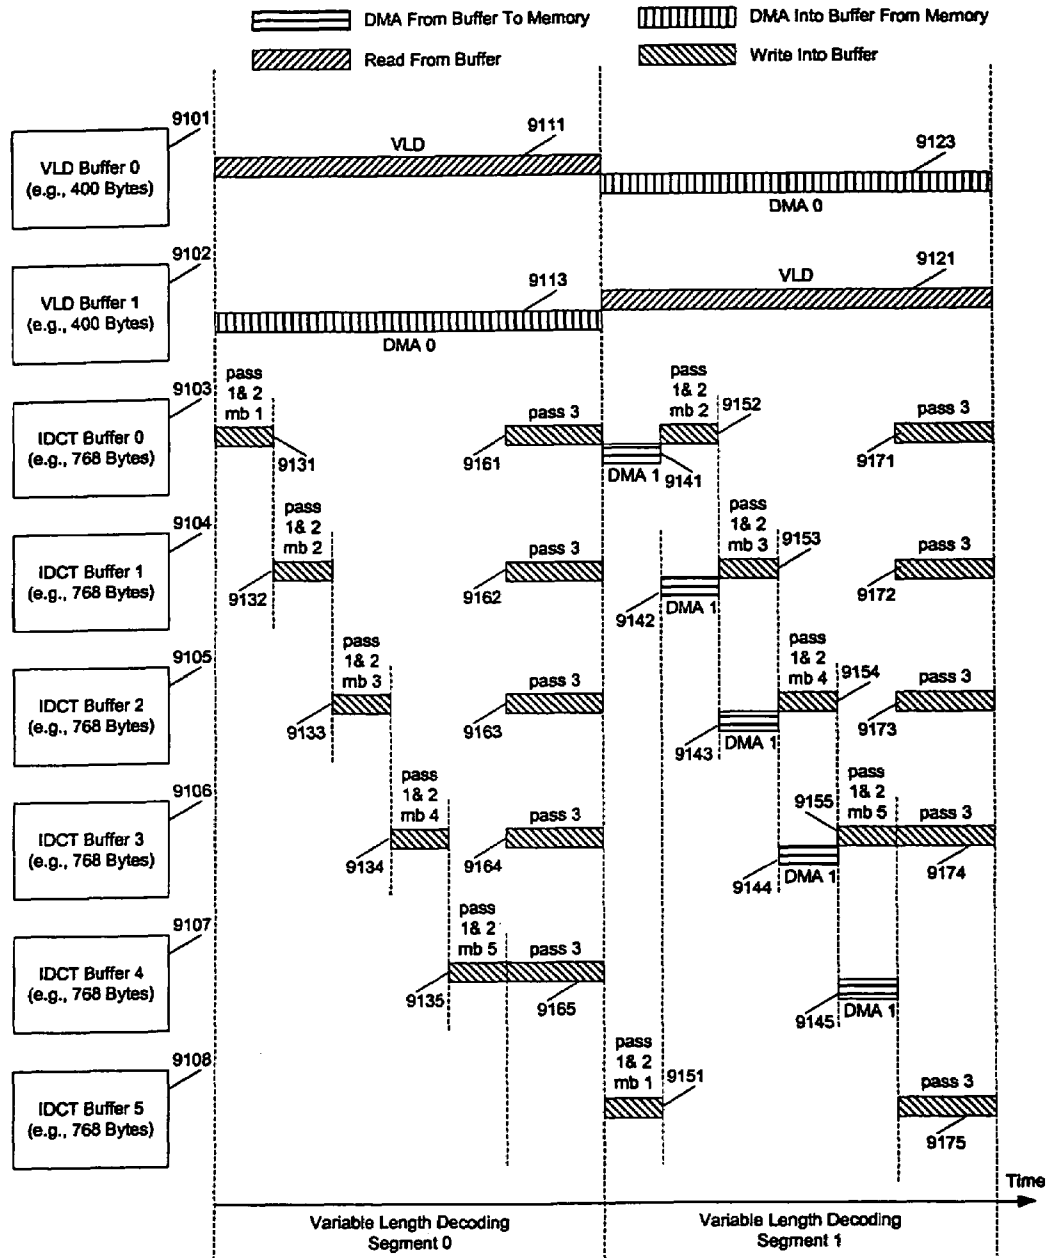 DMA From Buffer To Memory
DMA Into Buffer From Memory
Read From Buffer
Write Into Buffer
9101
VLD Buffer 0
(e.g., 400 Bytes)
VLD
9111
9123
DMA 0
9102
VLD Buffer 1
(e.g., 400 Bytes)
9113
DMA 0
VLD
9121
9103
IDCT Buffer 0
(e.g., 768 Bytes)
pass
1& 2
mb 1
9131
pass 3
9161
DMA 1
9141
pass
1& 2
mb 2
9152
pass 3
9171
9104
IDCT Buffer 1
(e.g., 768 Bytes)
pass
1& 2
mb 2
9132
pass 3
9162
9142
DMA 1
pass
1& 2
mb 3
9153
pass 3
9172
9105
IDCT Buffer 2
(e.g., 768 Bytes)
pass
1& 2
mb 3
9133
pass 3
9163
9143
DMA 1
pass
1& 2
mb 4
9154
pass 3
9173
9106
IDCT Buffer 3
(e.g., 768 Bytes)
pass
1& 2
mb 4
9134
pass 3
9164
9144
DMA 1
9155
pass
1& 2
mb 5
pass 3
9174
9107
IDCT Buffer 4
(e.g., 768 Bytes)
pass
1& 2
mb 5
9135
pass 3
9165
9145
DMA 1
9108
IDCT Buffer 5
(e.g., 768 Bytes)
pass
1& 2
mb 1
9151
pass 3
9175
Time
Variable Length Decoding
Segment 0
Variable Length Decoding
Segment 1